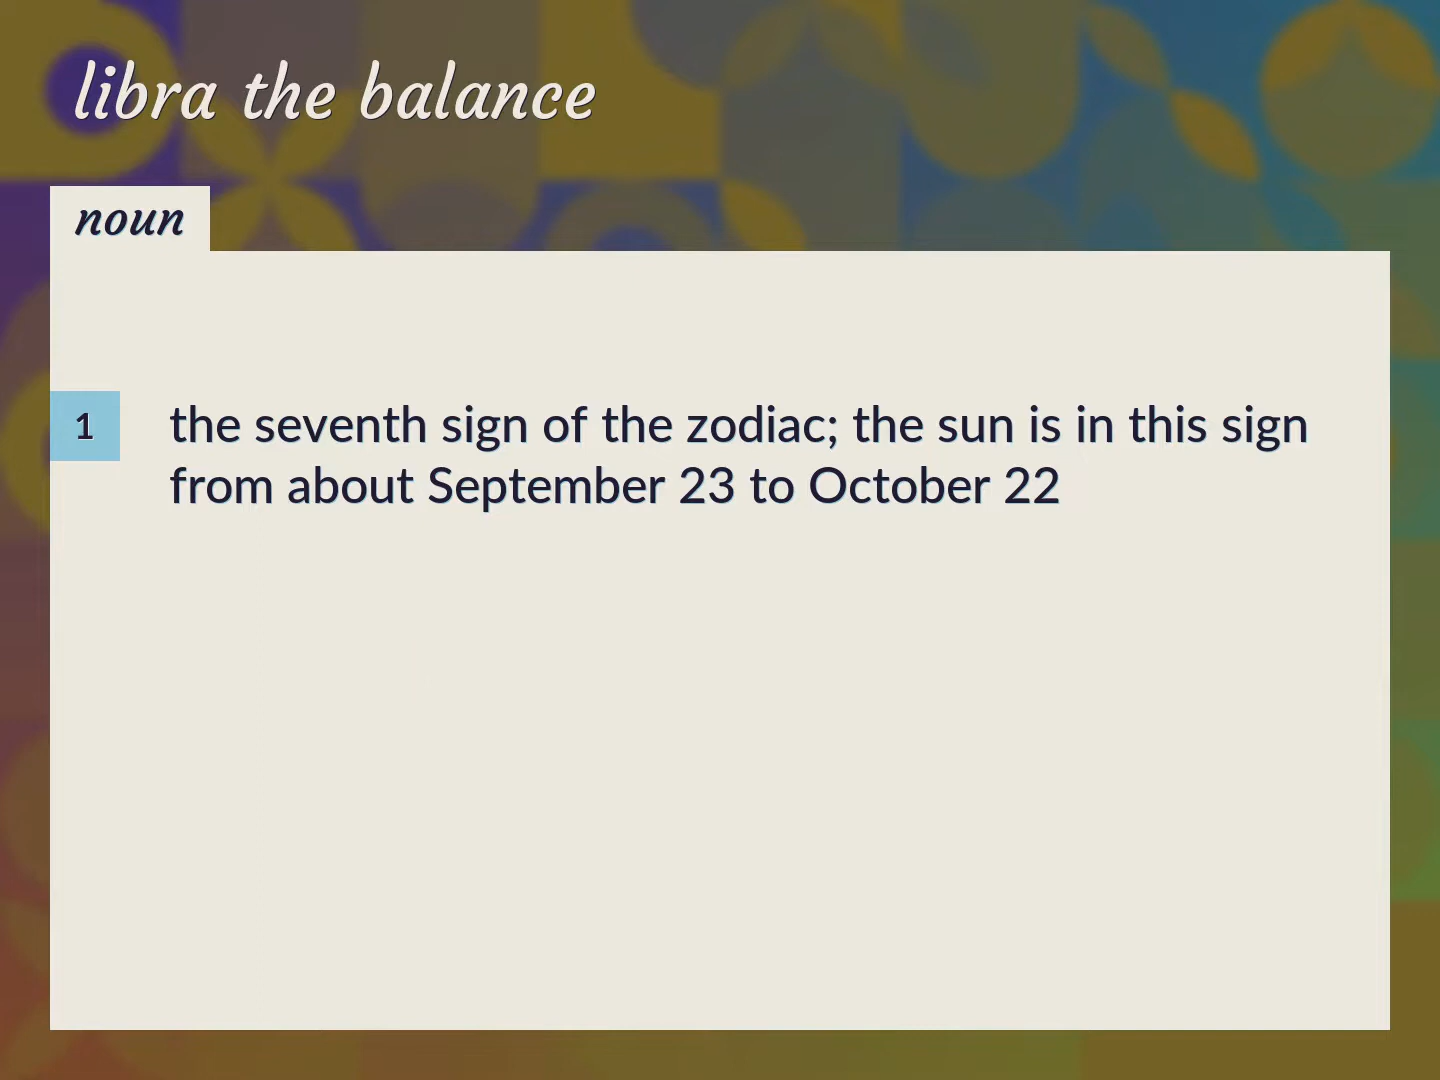 libra the balance
noun
1
the seventh sign of the zodiac; the sun is in this sign
from about September 23 to October 22